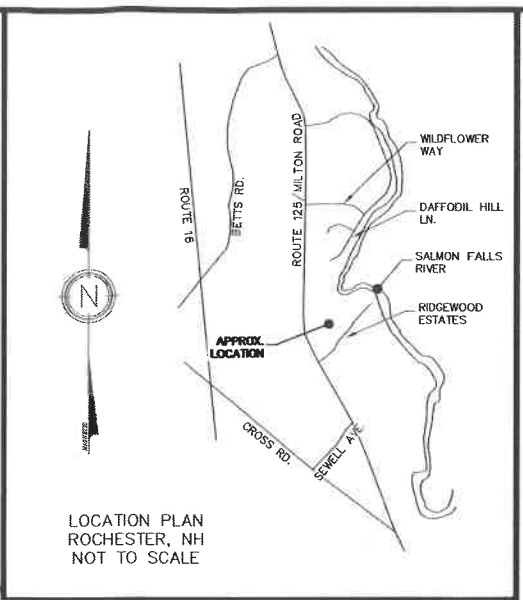 WILDFLOWER
WAY
DAFFODIL HILL
LN.
SALMON FALLS
RIVER
RIDGEWOOD
ESTATES
ROUTE 125/MILTON ROAD
BETTS RD.
ROUTE 16
N
APPROX.
LOCATION
CROSS RD.
SEWELL AVE
LOCATION PLAN
ROCHESTER, NH
NOT TO SCALE